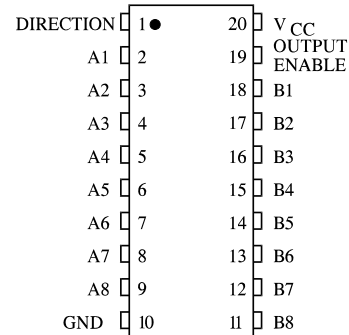 DIRECTION 1 20 V CC
A1 2 19 OUTPUT ENABLE
A2 3 18 B1
A3 4 17 B2
A4 5 16 B3
A5 6 15 B4
A6 7 14 B5
A7 8 13 B6
A8 9 12 B7
GND 10 11 B8